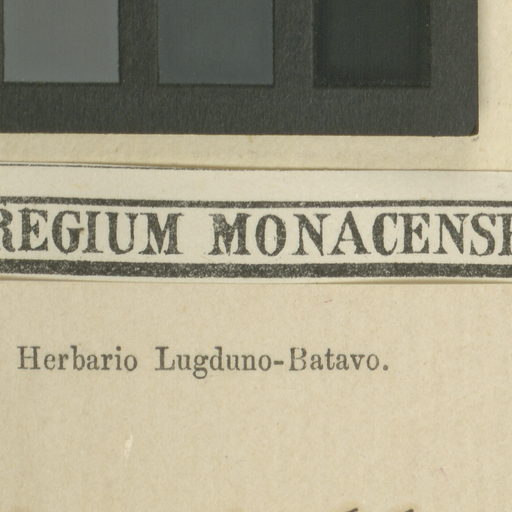 REGIUM MONACENSE
Herbario Lugduno-Batavo.